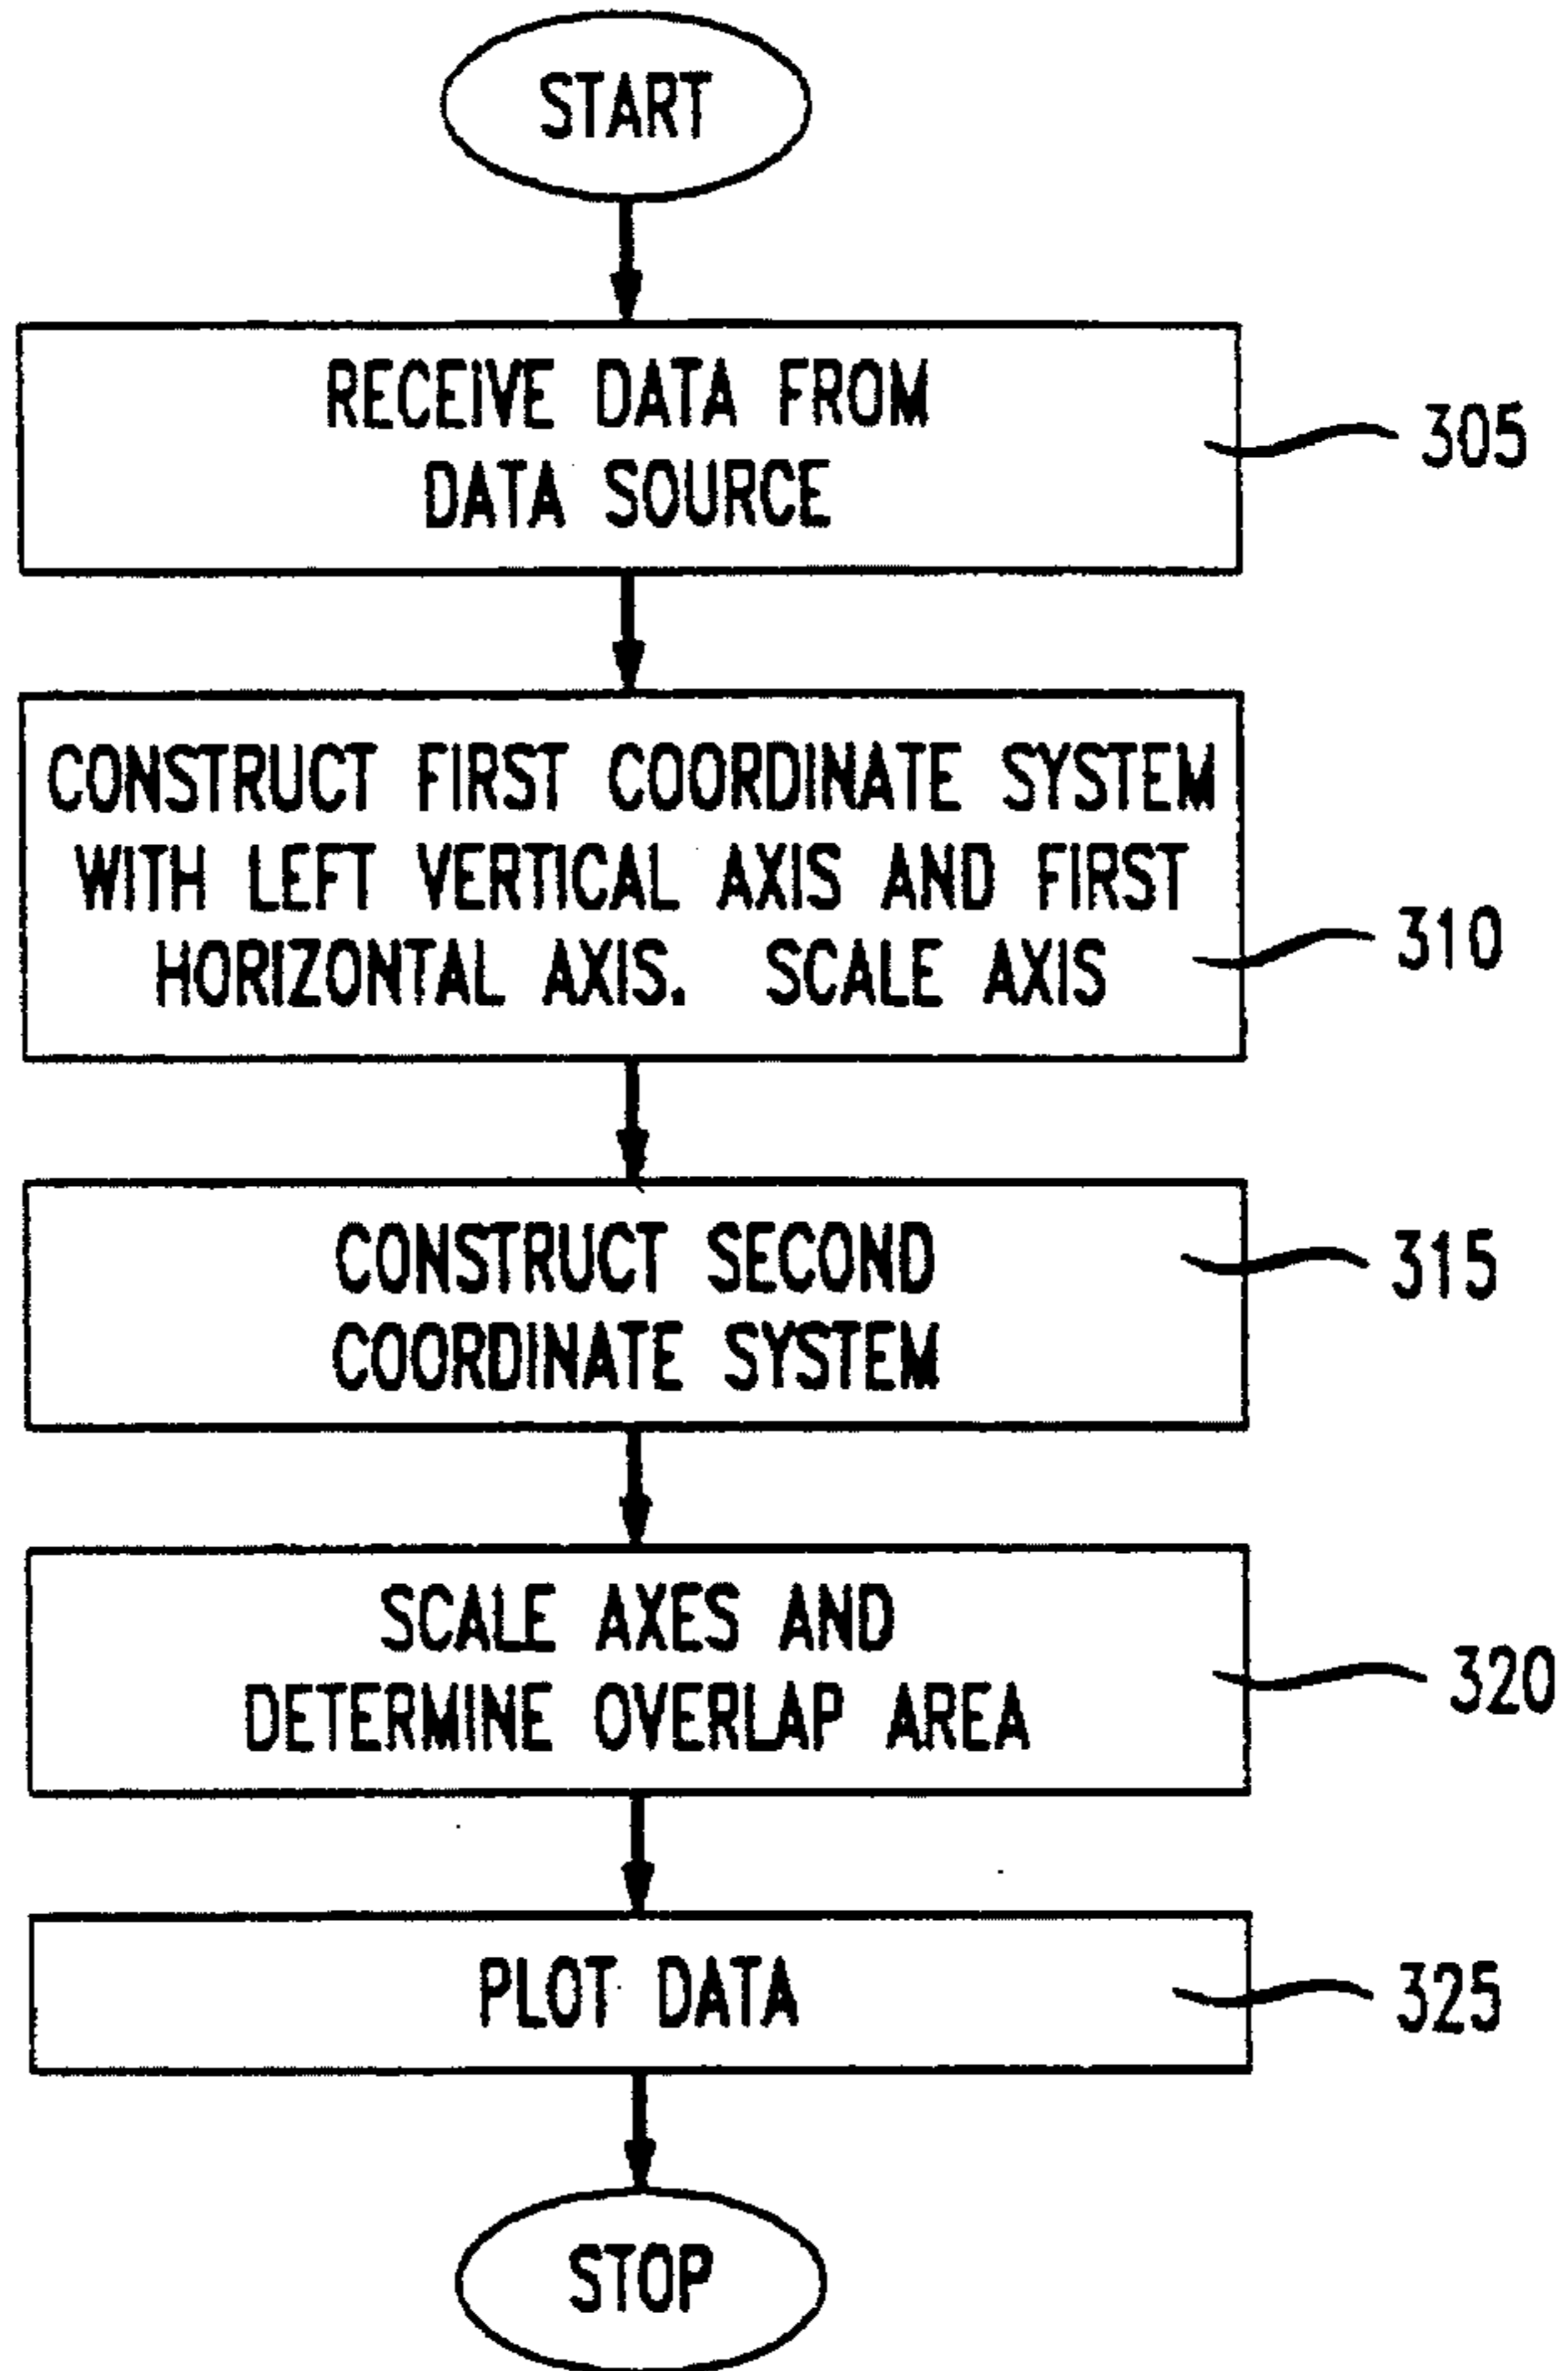 START
RECEIVE DATA FROM
DATA SOURCE
305
CONSTRUCT FIRST COORDINATE SYSTEM
WITH LEFT VERTICAL AXIS AND FIRST
HORIZONTAL AXIS. SCALE AXIS
310
CONSTRUCT SECOND
COORDINATE SYSTEM
315
SCALE AXES AND
DETERMINE OVERLAP AREA
320
PLOT DATA
325
STOP